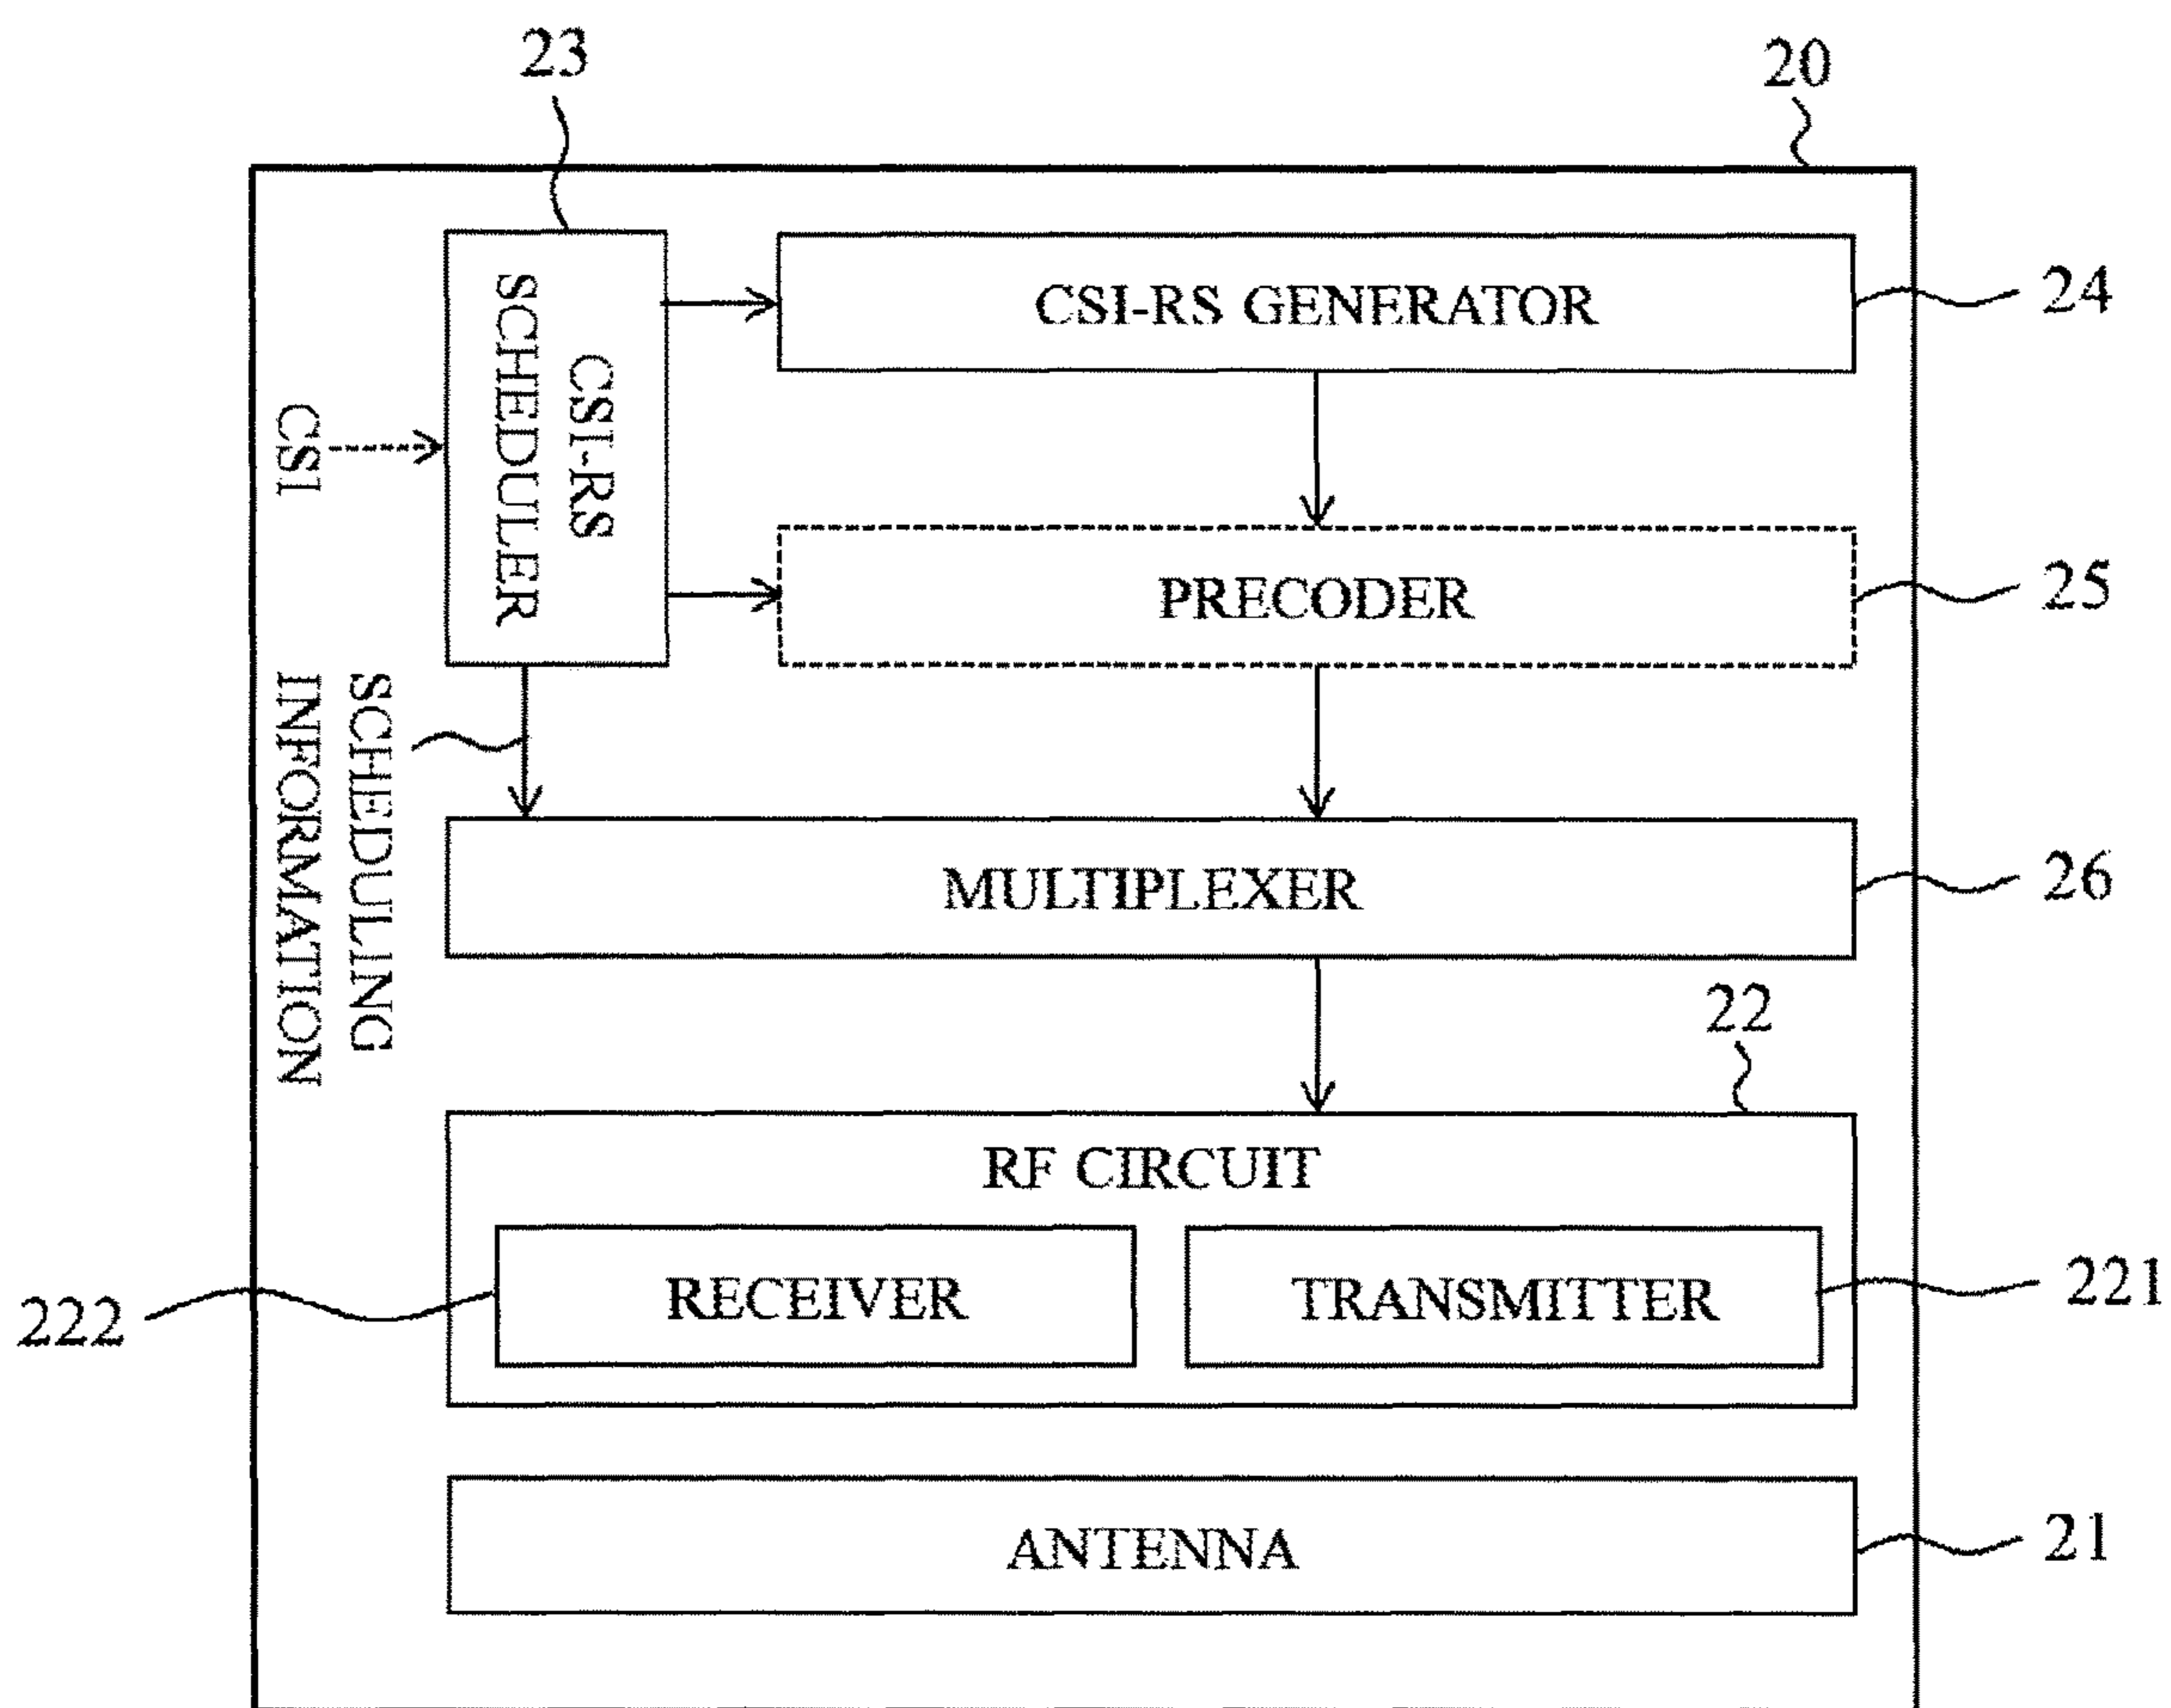 23
20
CSI-RS
SCHEDULER
CSI-RS GENERATOR
24
CSI
PRECODER
25
SCHEDULING
INFORMATION
MULTIPLEXER
26
22
RF CIRCUIT
222
RECEIVER
TRANSMITTER
221
ANTENNA
21